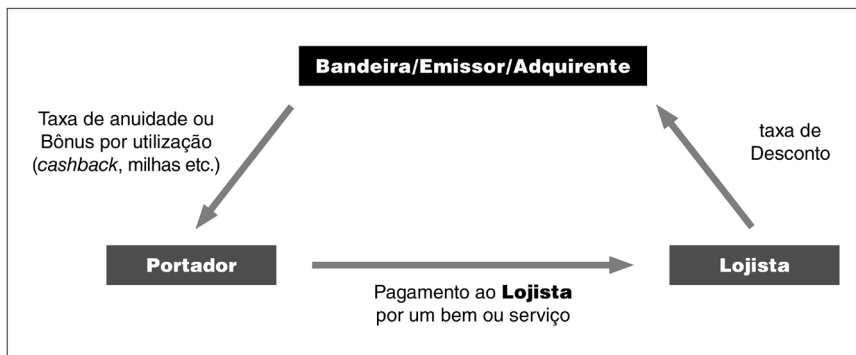 Bandeira/Emissor/Adquirente
Taxa de anuidade ou
Bônus por utilização
(cashback, milhas etc.)
taxa de
Desconto
Portador
Lojista
Pagamento ao Lojista
por um bem ou serviço